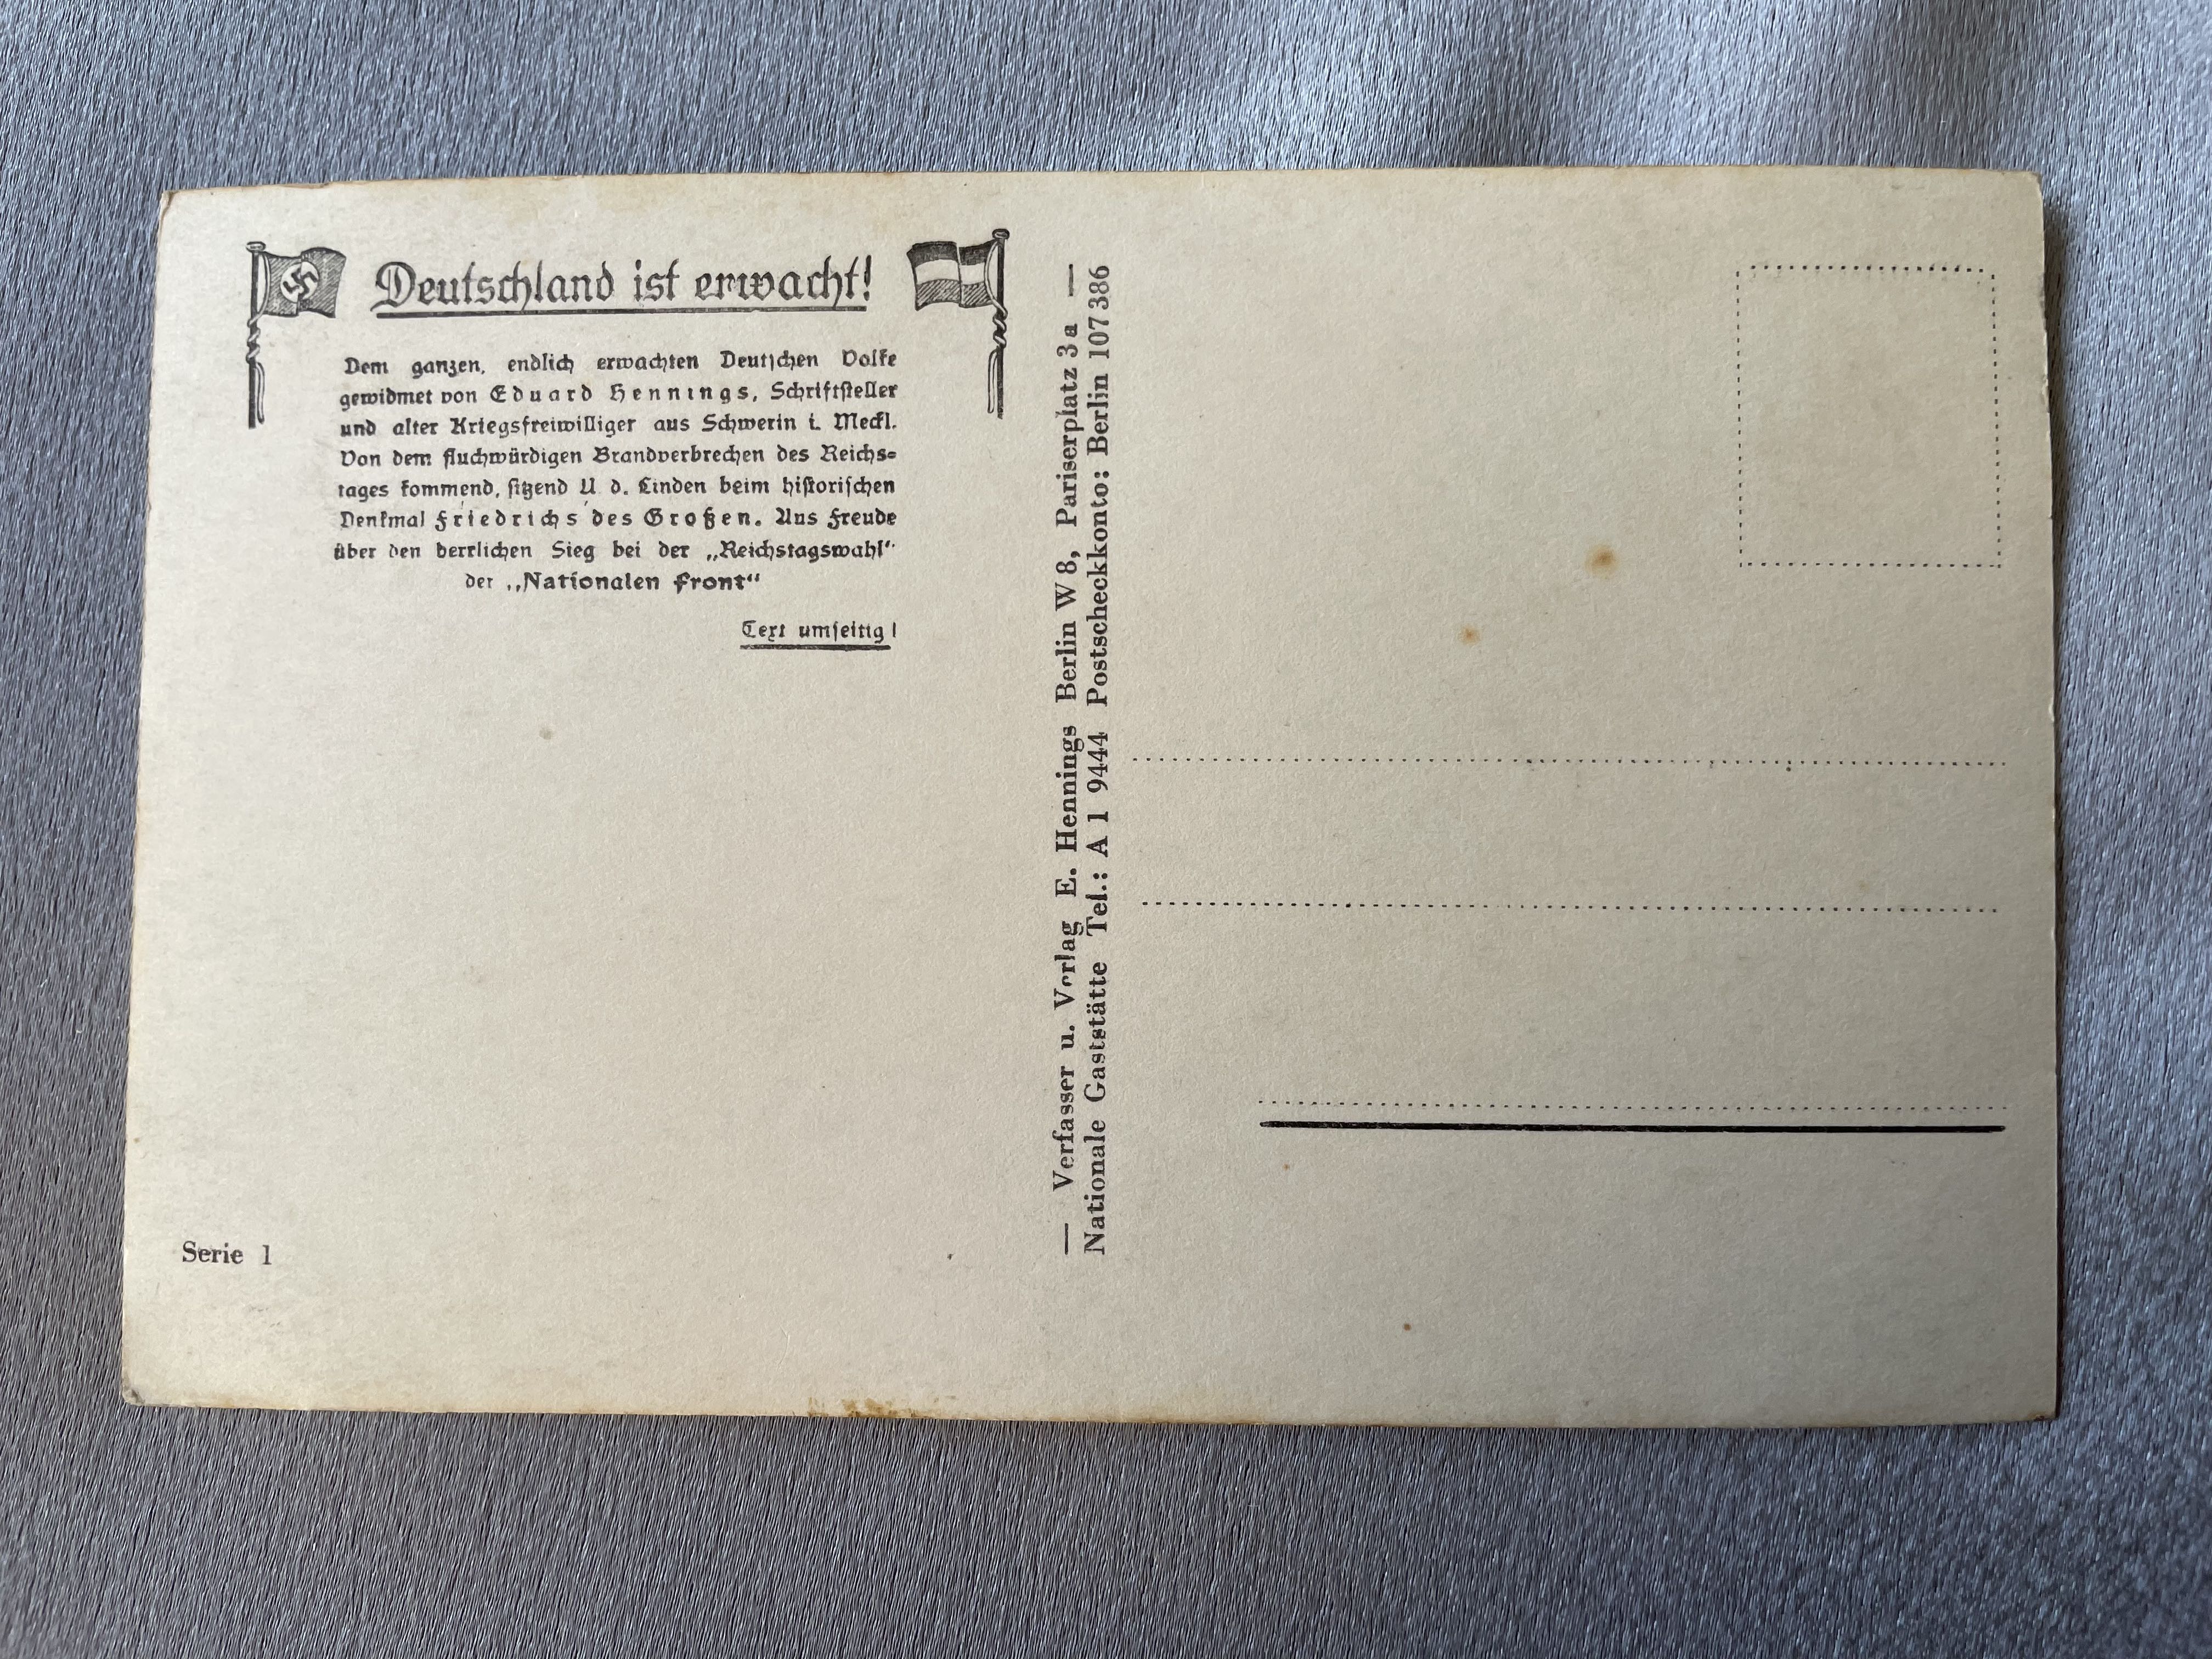 Deutschland ist erwacht!
Dem ganzen, endlich erwachten Deutschen Volke
gewidmet von Eduard Hennings, Schriftsteller
und alter Kriegsfreiwilliger aus Schwerin i. Meckl.
Von dem fluchwürdigen Brandverbrechen des Reichs=
tages kommend, sitzend U d. Linden beim historischen
Denkmal Friedrichs des Großen. Aus Freude
über den herrlichen Sieg bei der „Reichstagswahl“
der „Nationalen Front“
Text umseitig!
Serie 1
— Verfasser u. Verlag E. Hennings Berlin W 8, Pariserplatz 3 a —
Nationale Gaststätte Tel.: A 1 9444 Postscheckkonto: Berlin 107 386